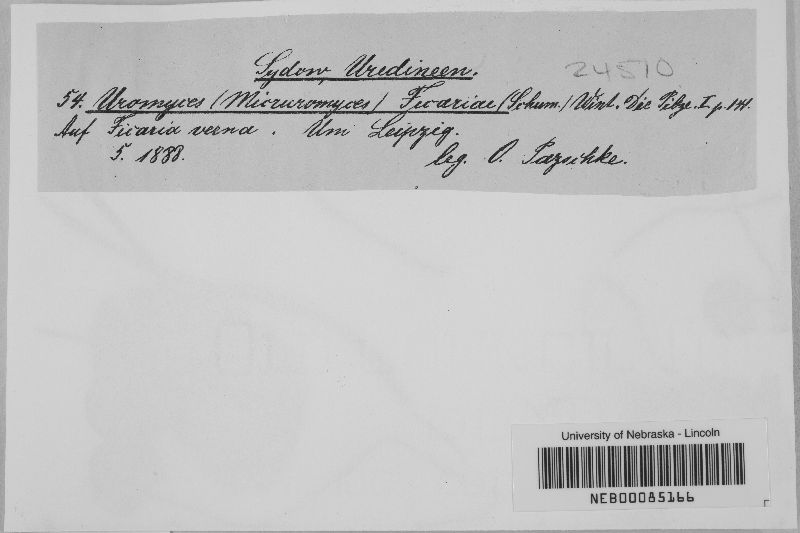 Sydow, Uredineen.
24510
54. Uromyces (Micruromyces) Ficariae (Schum.) Wint. Die Pilze. I. p. 141.
Auf Ficaria verna. Um Leipzig.
5. 1888.
leg. O. Pazschke.
University of Nebraska - Lincoln
NEB00085166